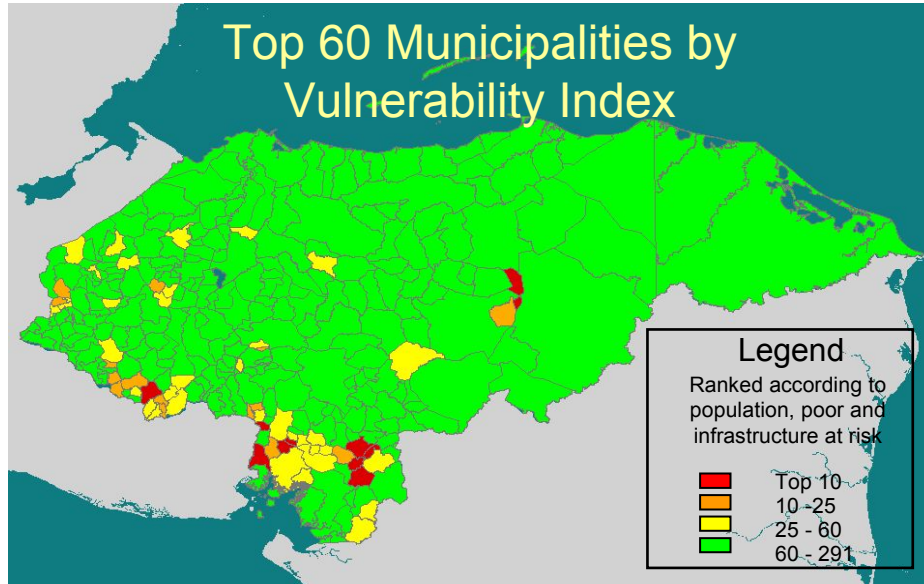 Top 60 Municipalities by
Vulnerability Index
Legend
Ranked according to
population, poor and
infrastructure at risk
Top 10
10 -25
25 - 60
60 - 291